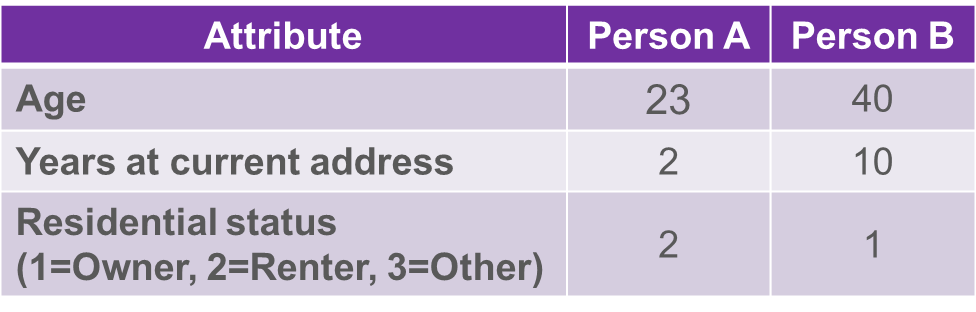 Attribute Person A Person B
Age 23 40
Years at current address 2 10
Residential status
(1=Owner, 2=Renter, 3=Other) 2 1